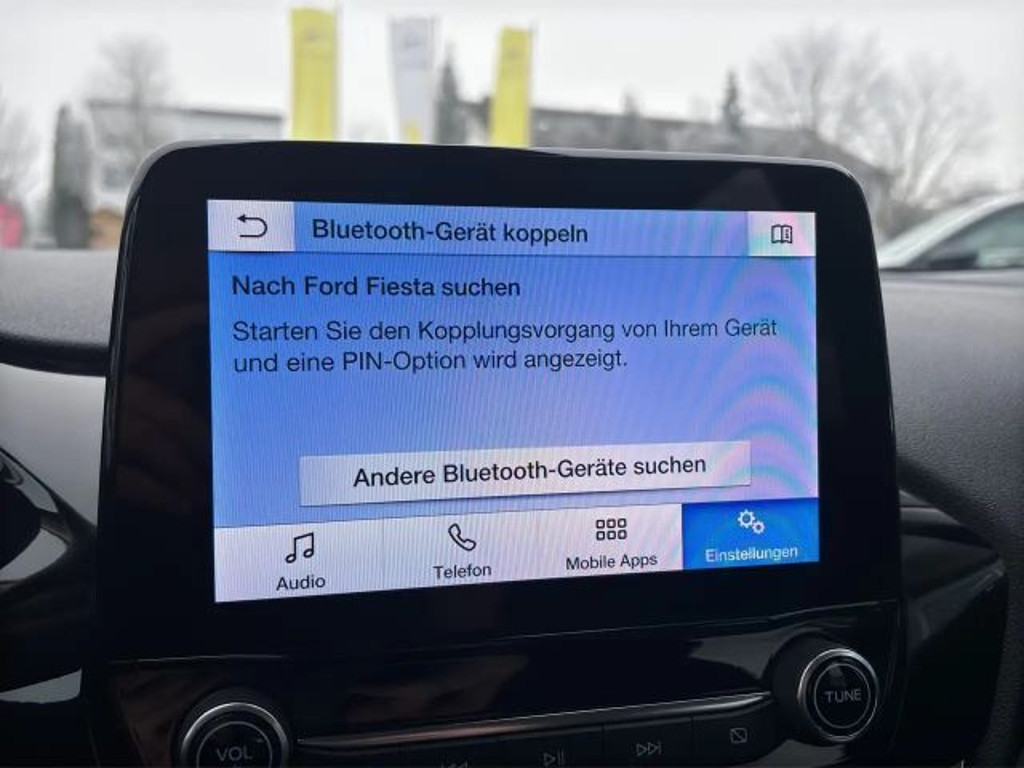 Bluetooth-Gerät koppeln
Nach Ford Fiesta suchen
Starten Sie den Kopplungsvorgang von Ihrem Gerät
und eine PIN-Option wird angezeigt.
Andere Bluetooth-Geräte suchen
Audio
Telefon
Mobile Apps
Einstellungen
VOL
TUNE